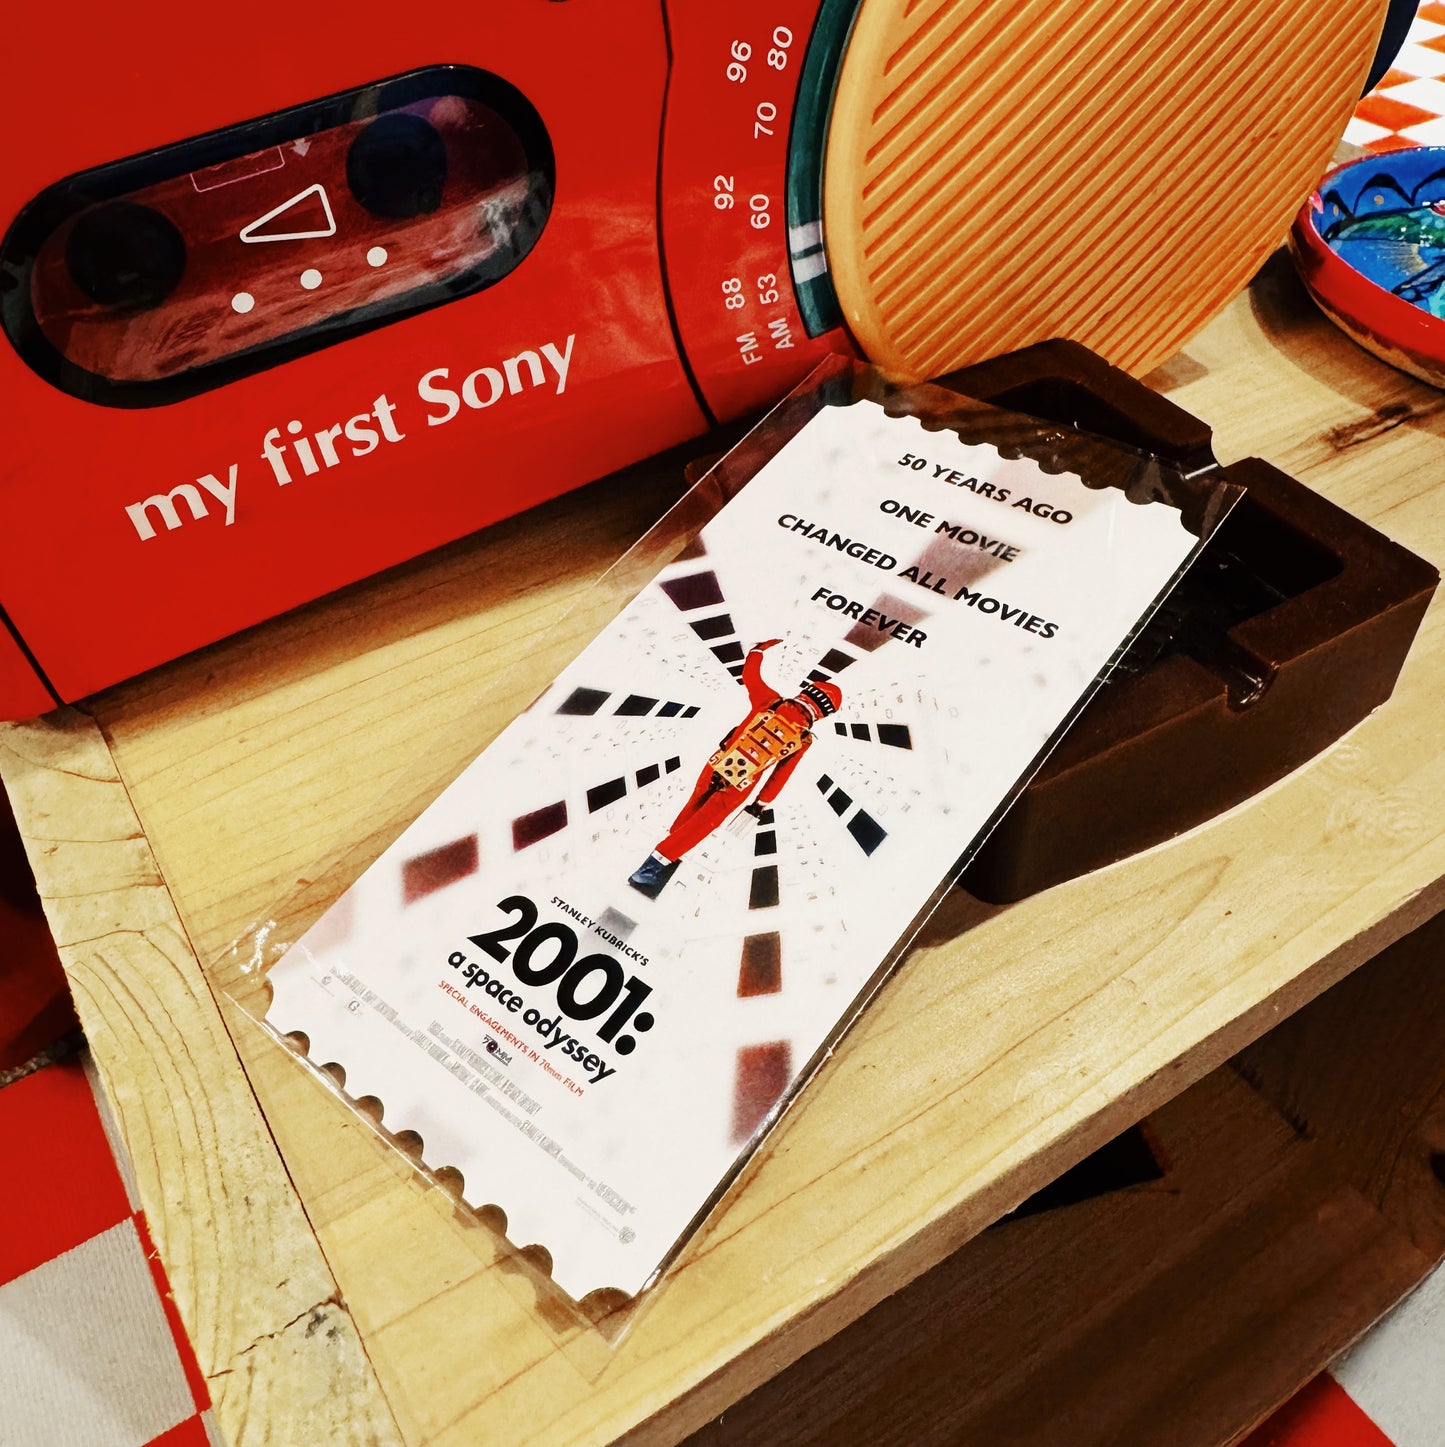 my first Sony
96 80
70
92
60
FM 88
AM 53
50 YEARS AGO
ONE MOVIE
CHANGED ALL MOVIES
FOREVER
STANLEY KUBRICK'S
2001:
a space odyssey
SPECIAL ENGAGEMENTS IN 70mm FILM
70MM